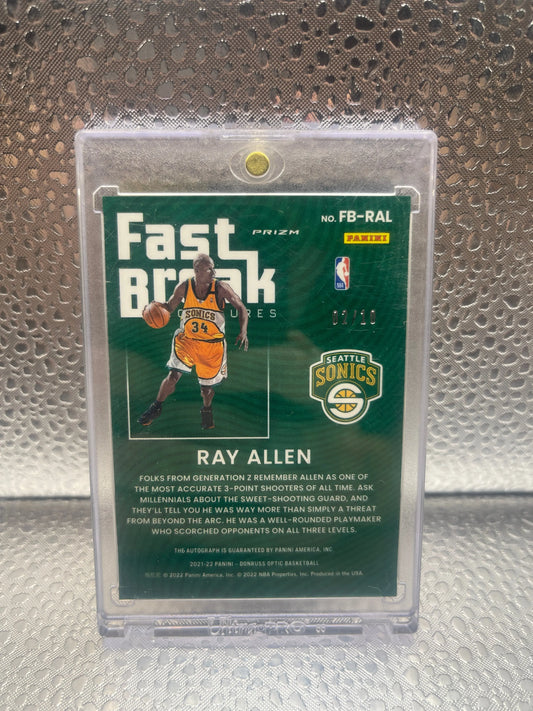 Fast
Break
PRIZM
NO. FB-RAL
PANINI
NBA
SONICS
34
SEATTLE
SONICS
RAY ALLEN
FOLKS FROM GENERATION Z REMEMBER ALLEN AS ONE OF
THE MOST ACCURATE 3-POINT SHOOTERS OF ALL TIME. ASK
MILLENNIALS ABOUT THE SWEET-SHOOTING GUARD, AND
THEY'LL TELL YOU HE WAS WAY MORE THAN SIMPLY A THREAT
FROM BEYOND THE ARC. HE WAS A WELL-ROUNDED PLAYMAKER
WHO SCORCHED OPPONENTS ON ALL THREE LEVELS.
THE AUTOGRAPH IS GUARANTEED BY PANINI AMERICA, INC.
2021-22 PANINI - DONRUSS OPTIC BASKETBALL
© 2022 Panini America, Inc. © 2022 NBA Properties, Inc. Produced in the USA.